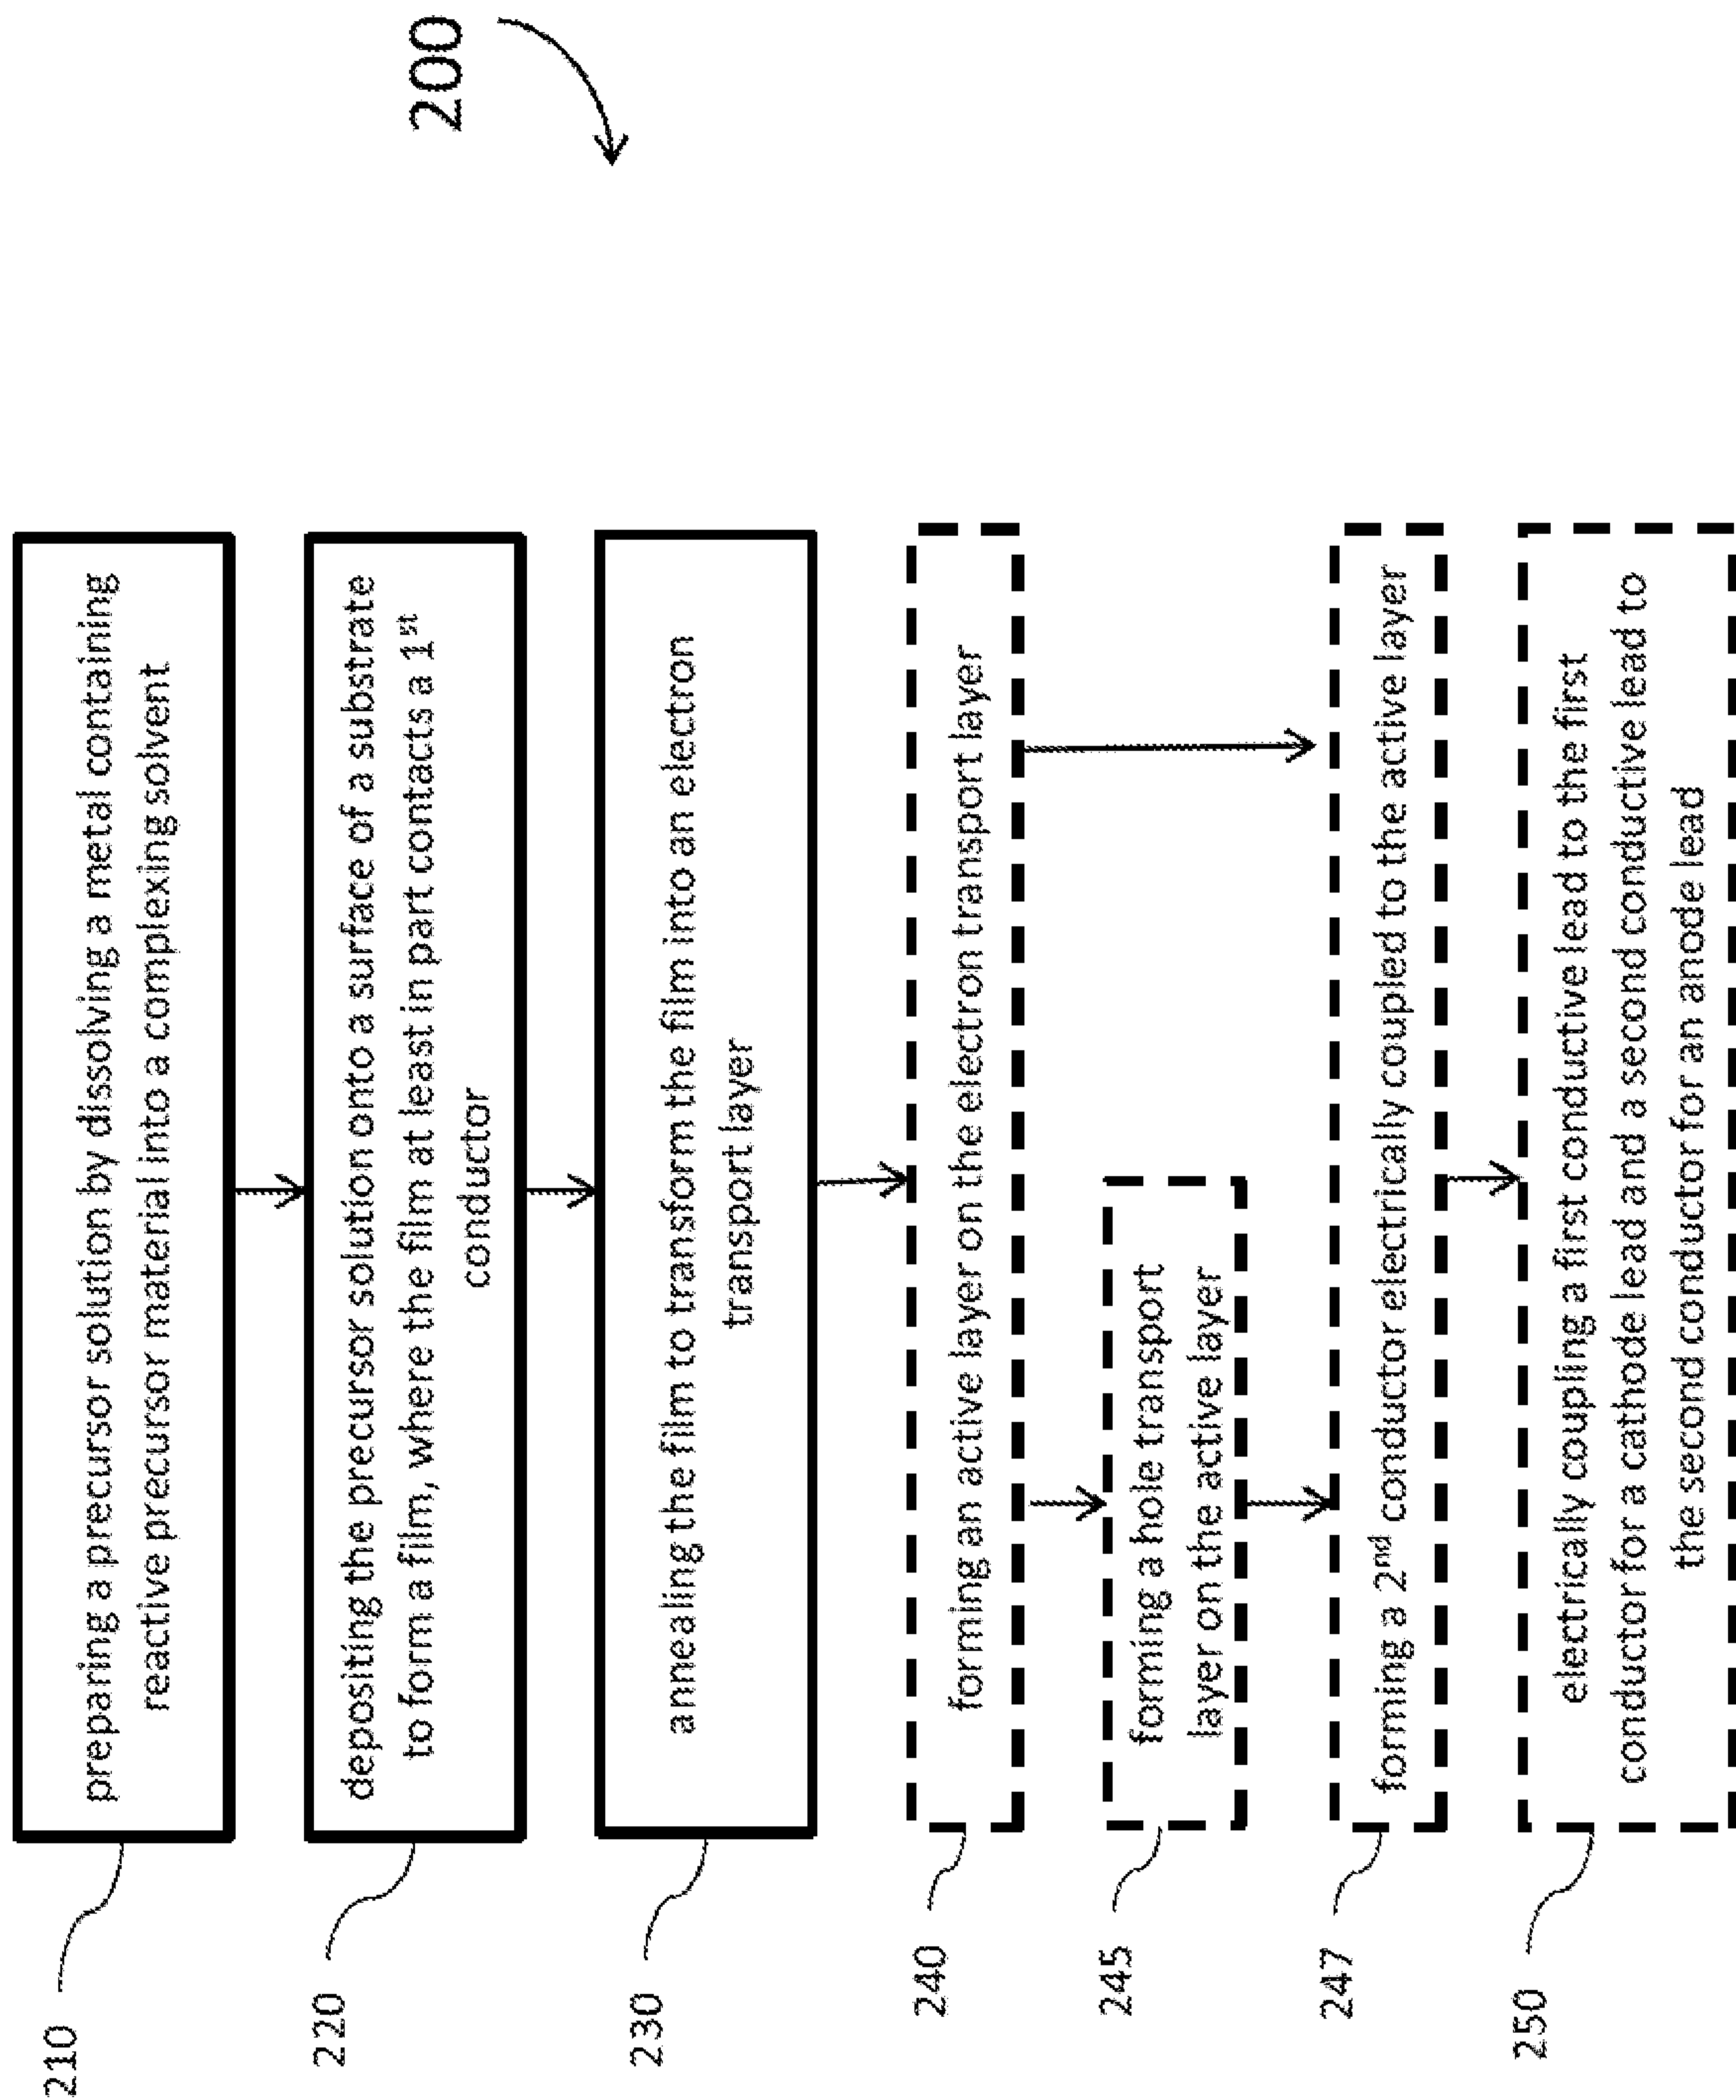 200
210
preparing a precursor solution by dissolving a metal containing
reactive precursor material into a complexing solvent
220
depositing the precursor solution onto a surface of a substrate
to form a film, where the film at least in part contacts a 1st
conductor
230
annealing the film to transform the film into an electron
transport layer
240
forming an active layer on the electron transport layer
245
forming a hole transport
layer on the active layer
247
forming a 2nd conductor electrically coupled to the active layer
250
electrically coupling a first conductive lead to the first
conductor for a cathode lead and a second conductive lead to
the second conductor for an anode lead